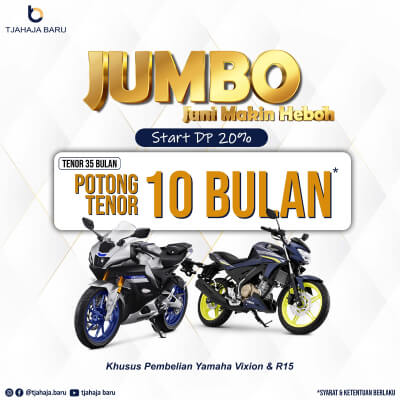 TJAHAJA BARU
JUMBO
Juni Makin Heboh
Start DP 20%
TENOR 35 BULAN
POTONG TENOR 10 BULAN*
Khusus Pembelian Yamaha Vixion & R15
@tjahaja.baru tjahaja baru
*SYARAT & KETENTUAN BERLAKU